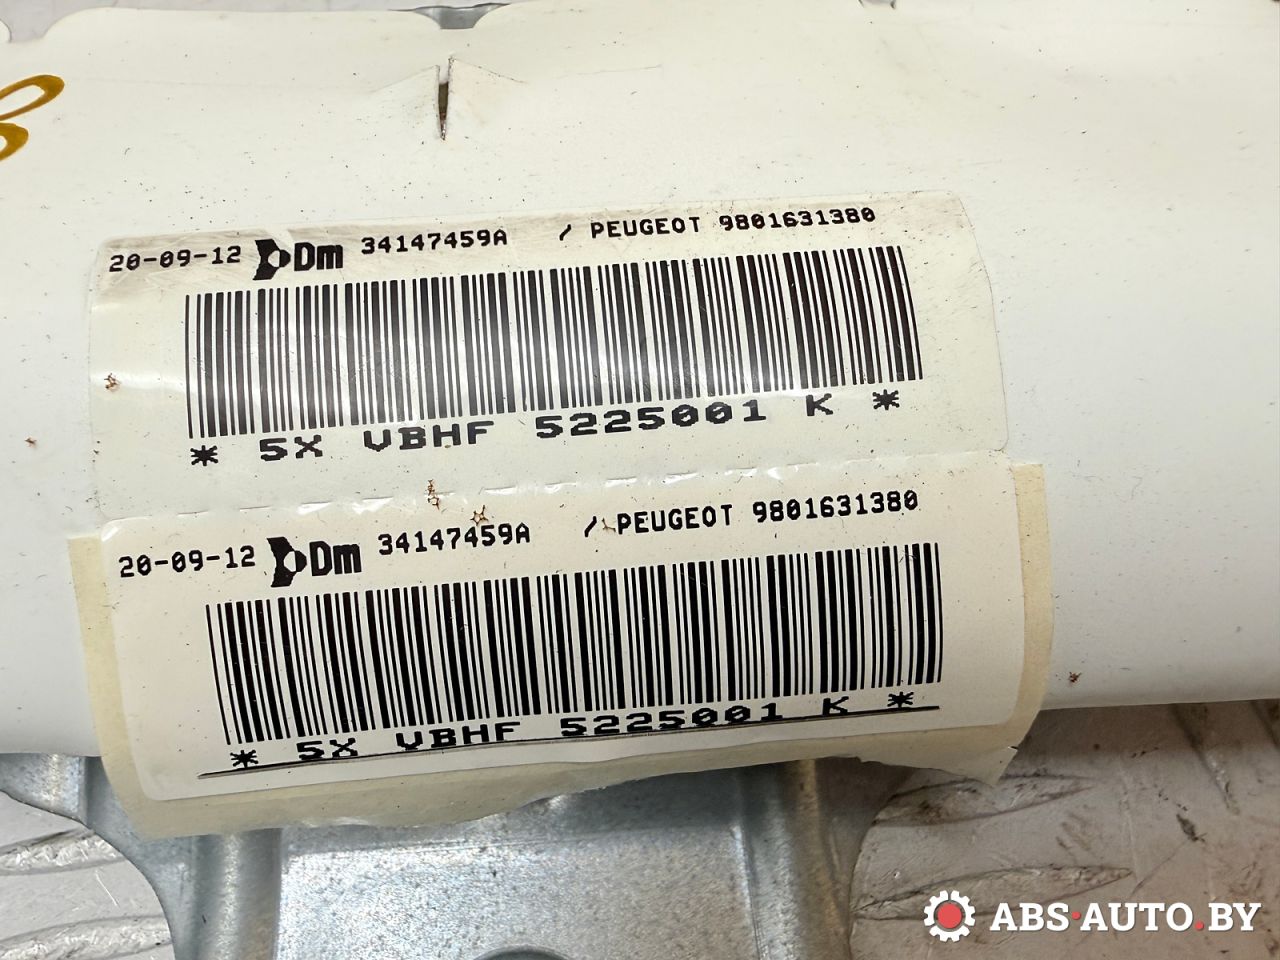 20-09-12 Dm 34147459A / PEUGEOT 9801631380
* 5X VBHF 5225001 K *
20-09-12 Dm 34147459A / PEUGEOT 9801631380
* 5X VBHF 5225001 K *
ABS·AUTO.BY